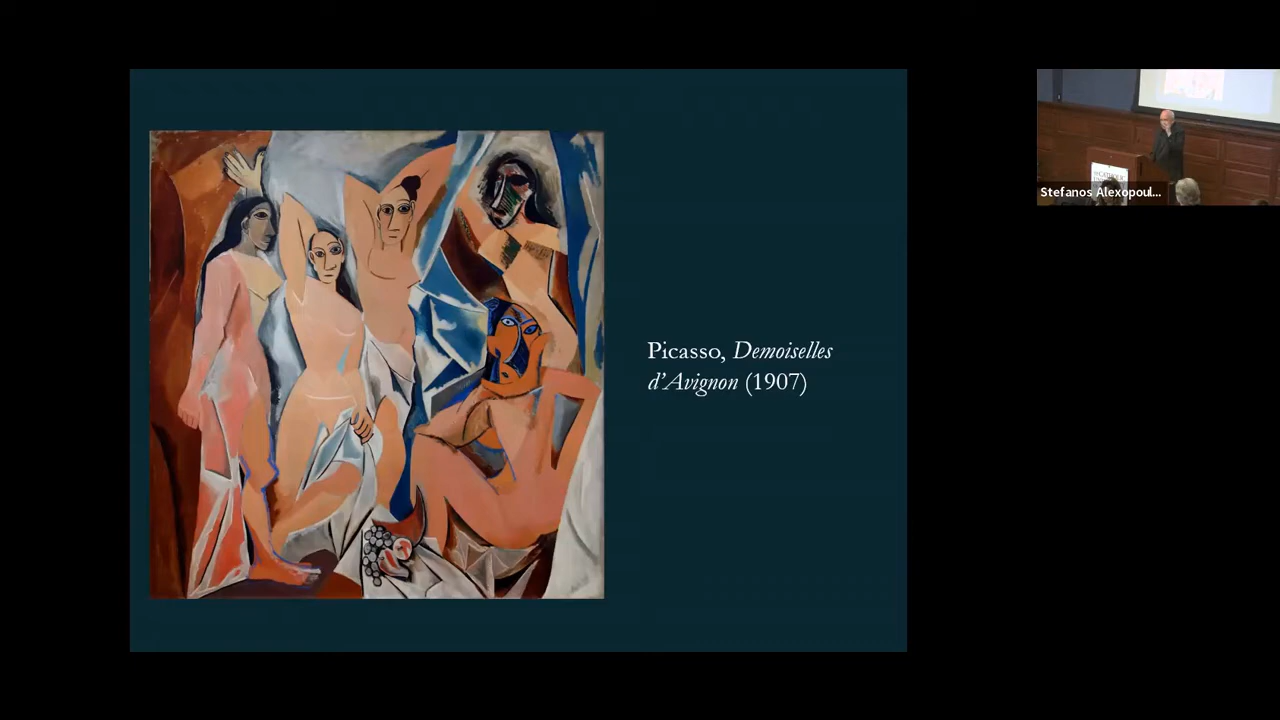 Picasso, Demoiselles
d'Avignon (1907)
Stefanos Alexopoul...